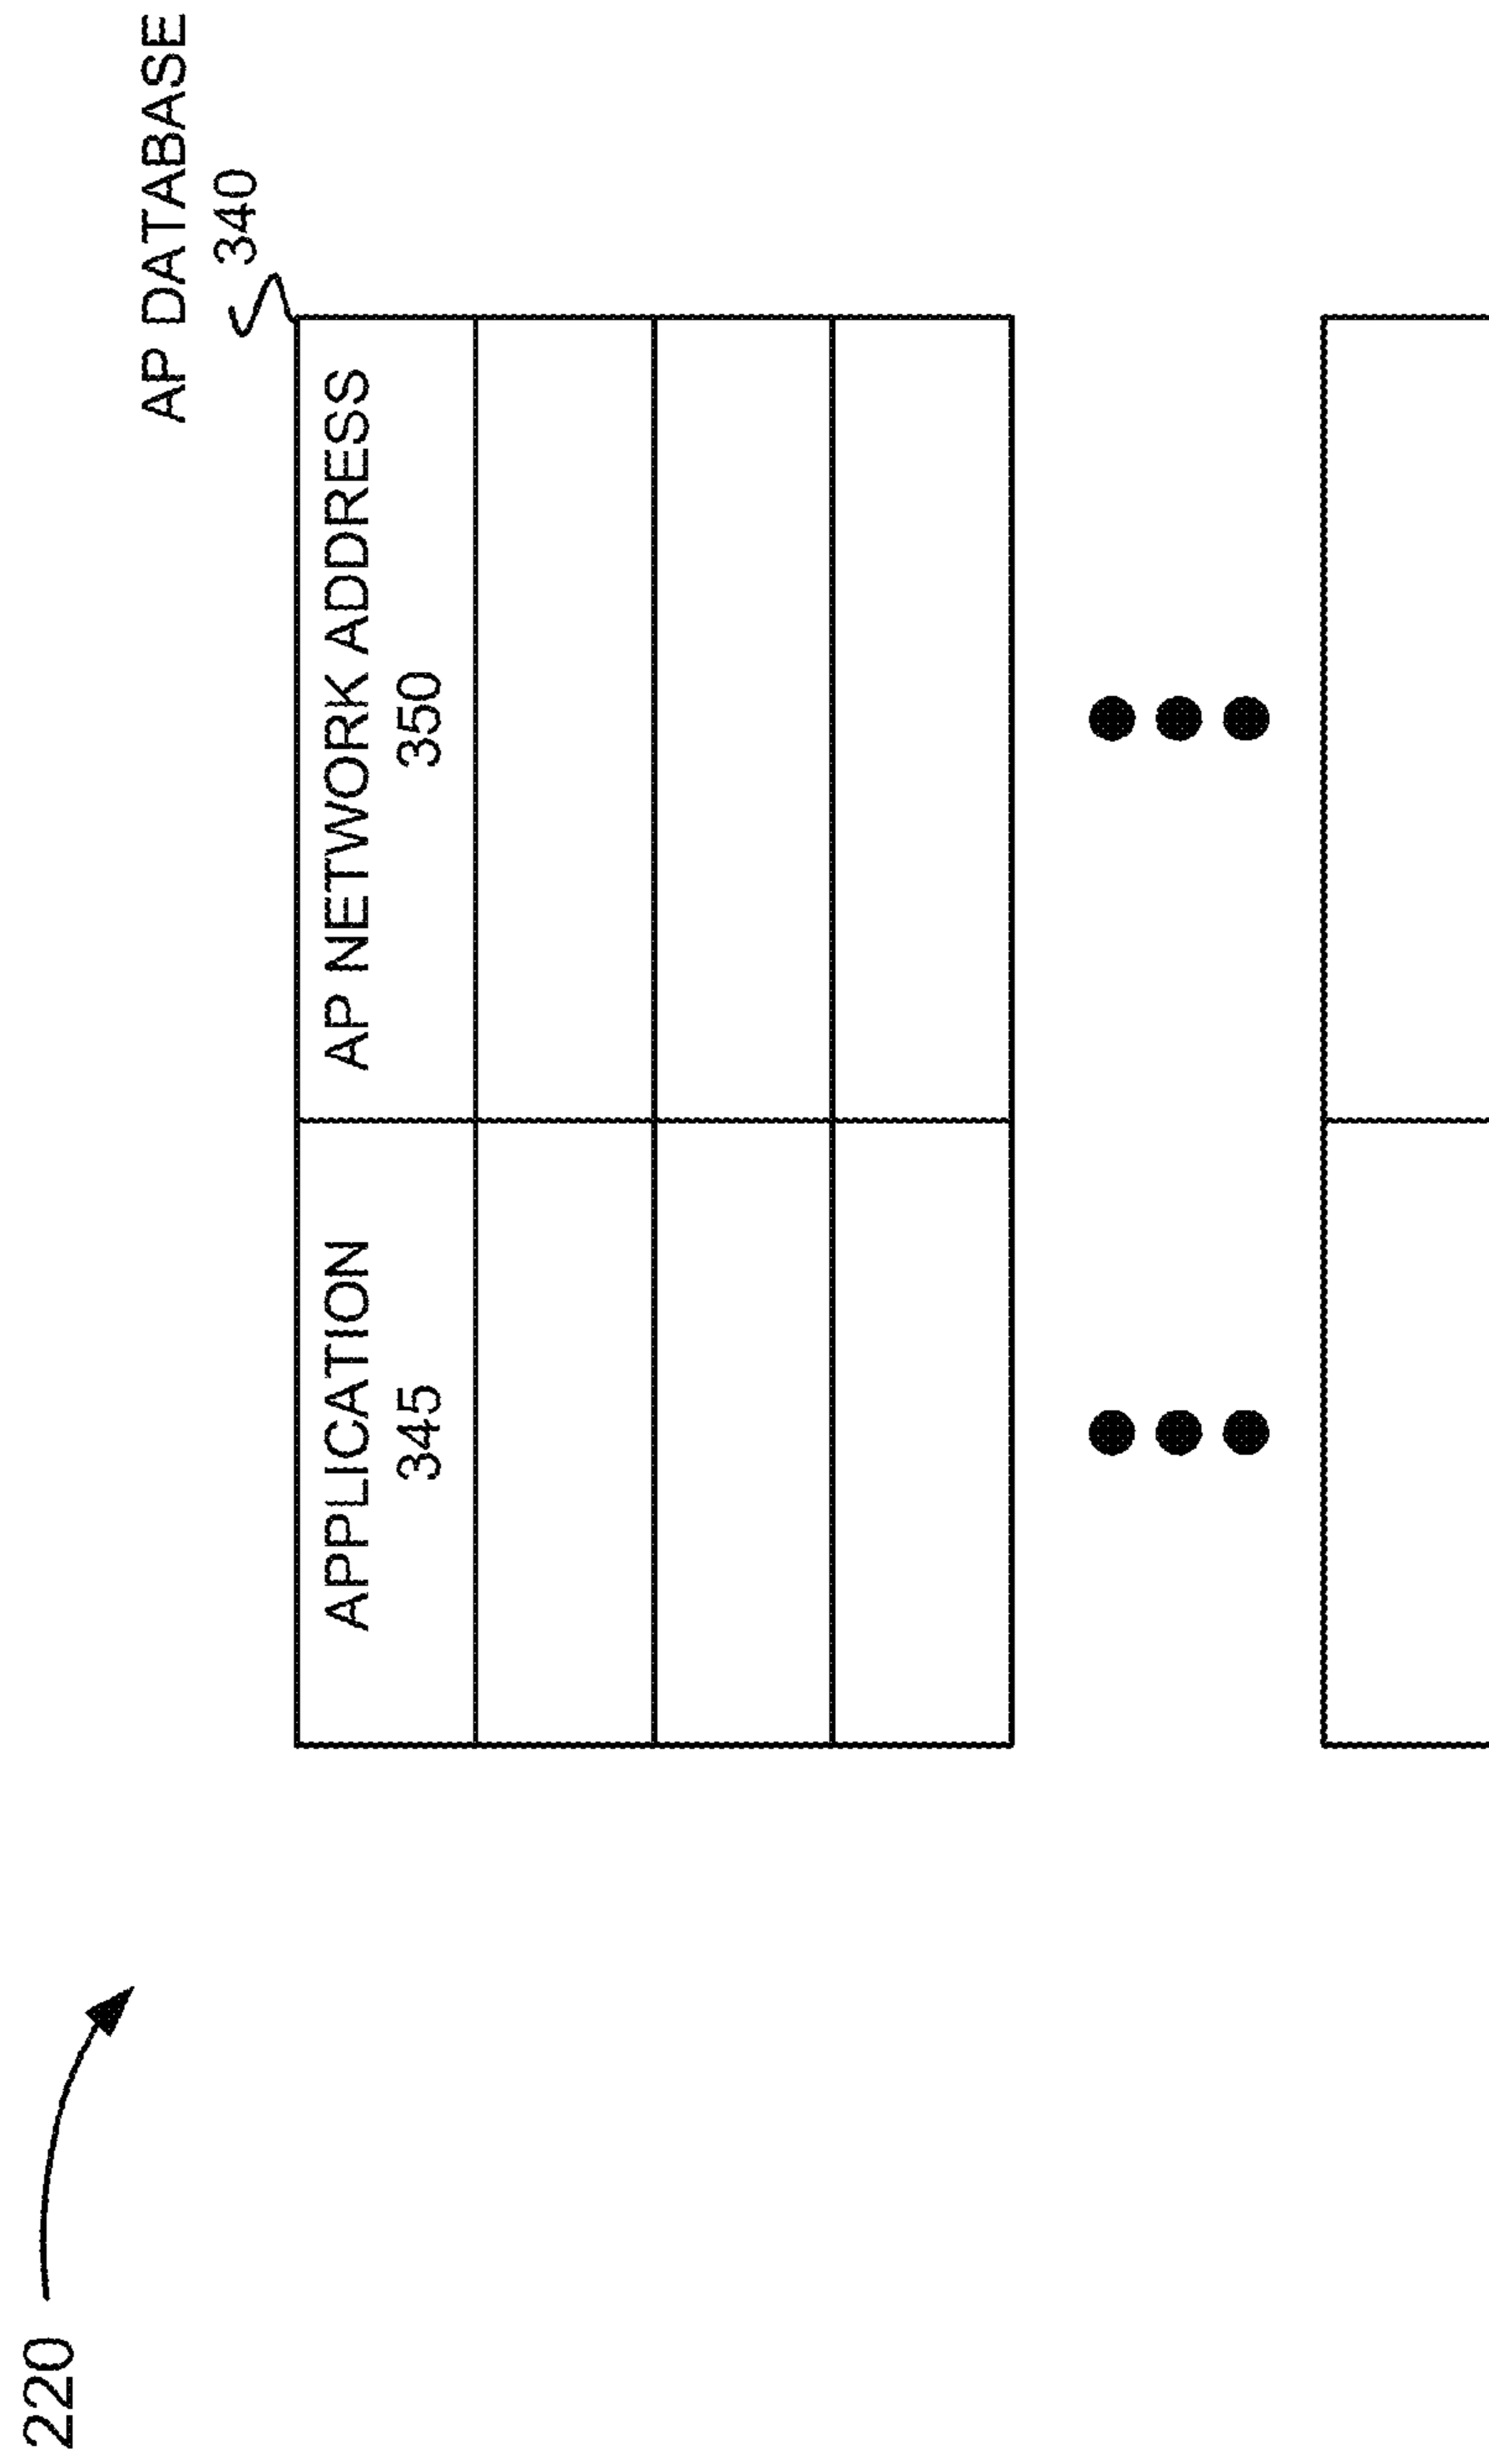 220
AP DATABASE
340
APPLICATION
345
AP NETWORK ADDRESS
350